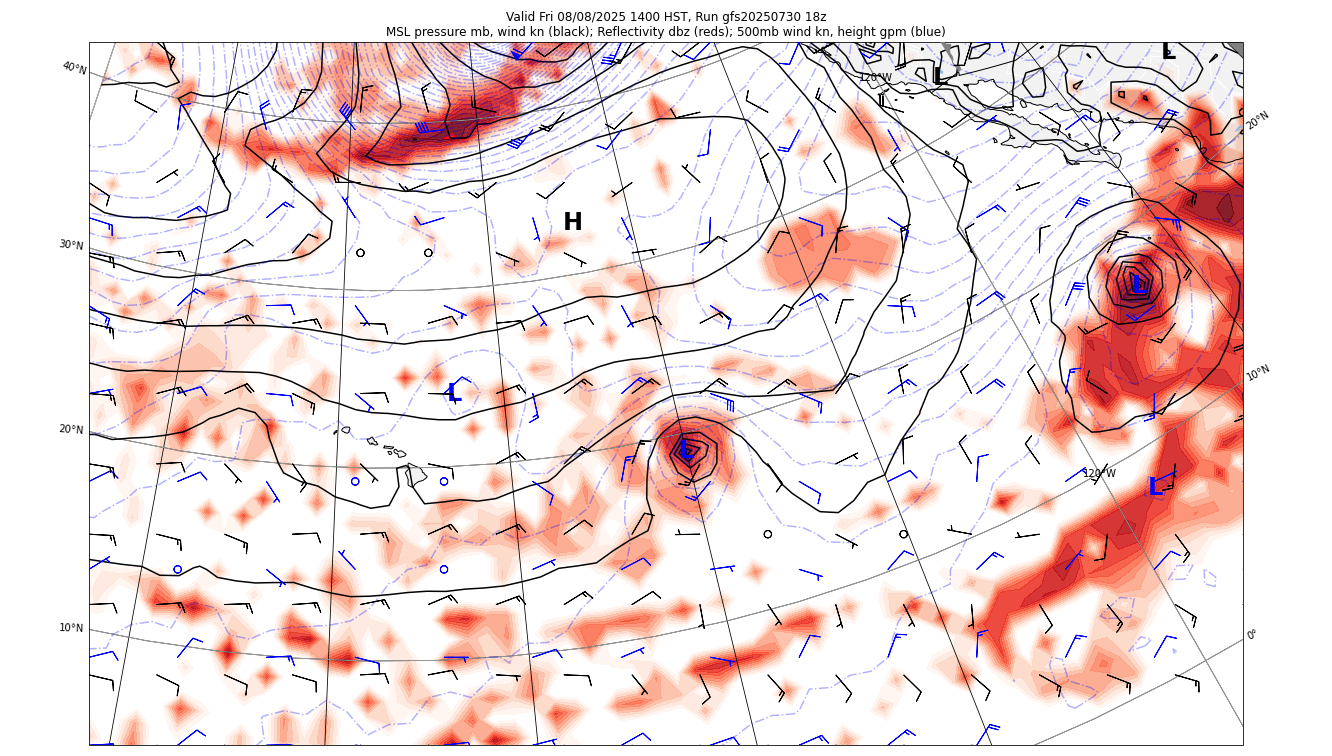 Valid Fri 08/08/2025 1400 HST, Run gfs20250730 18z
MSL pressure mb, wind kn (black); Reflectivity dbz (reds); 500mb wind kn, height gpm (blue)
L
L
40°N
120°W
20°N
H
30°N
L
10°N
L
20°N
L
120°W
L
10°N
0°